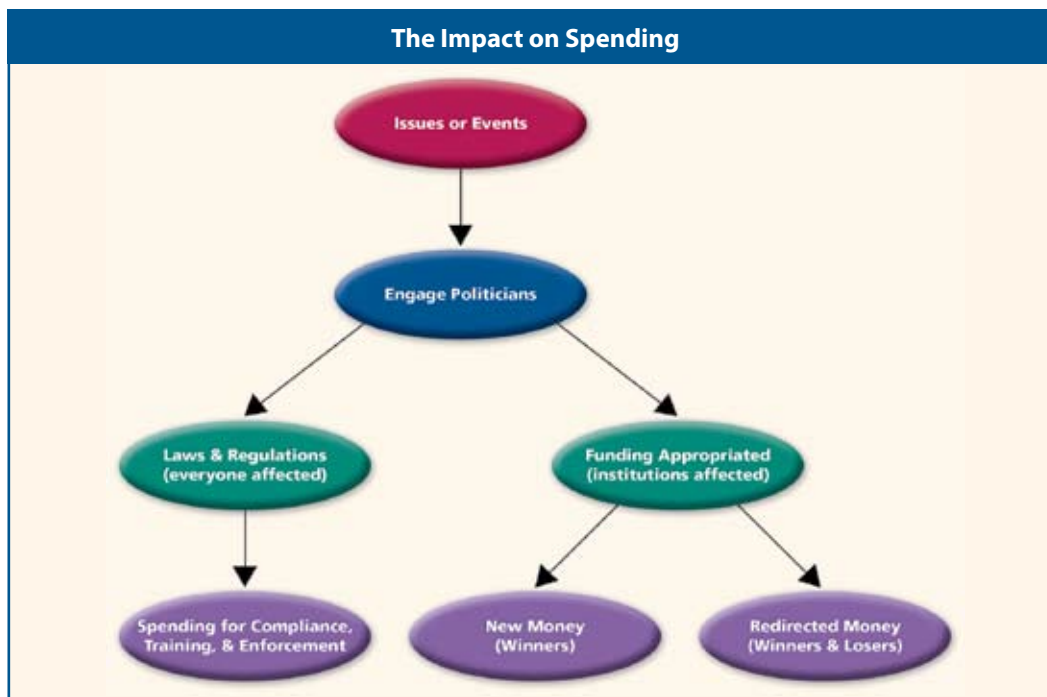 The Impact on Spending
Issues or Events
Engage Politicians
Laws & Regulations
(everyone affected)
Funding Appropriated
(institutions affected)
Spending for Compliance,
Training, & Enforcement
New Money
(Winners)
Redirected Money
(Winners & Losers)